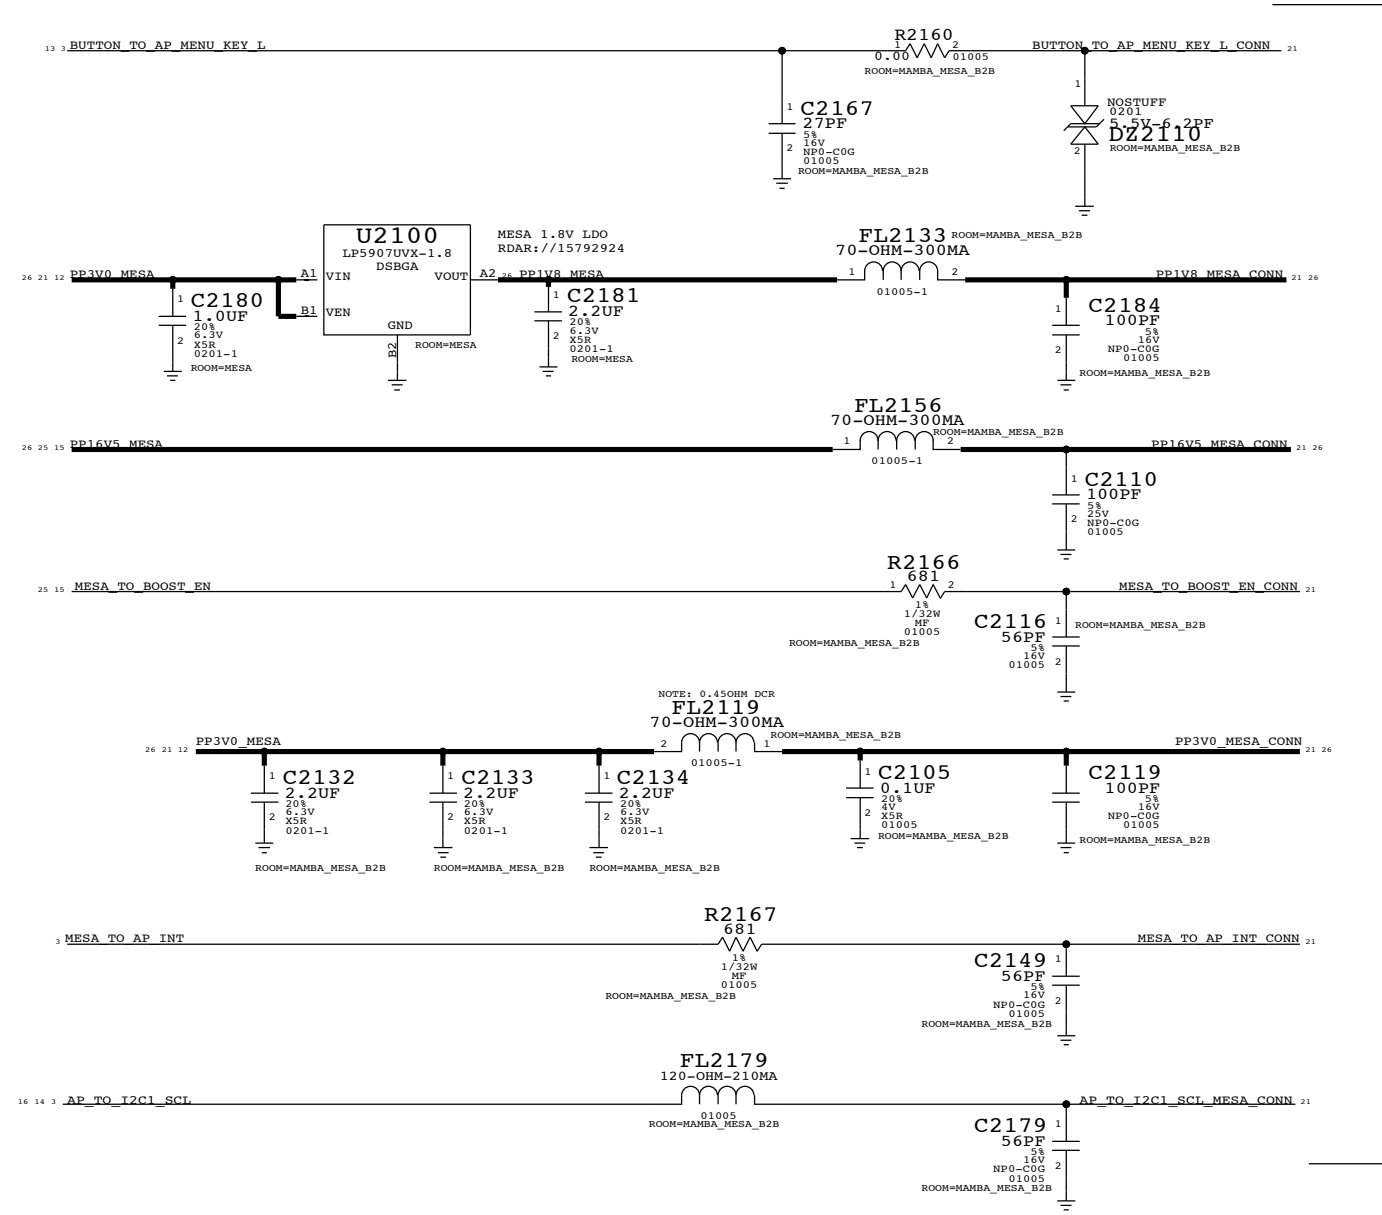 13 3 BUTTON_TO_AP_MENU_KEY_L
R2160
1 2
0.00 01005
ROOM=MAMBA_MESA_B2B
BUTTON_TO_AP_MENU_KEY_L_CONN 21
1
C2167
27PF
5%
16V
NP0-C0G
01005
ROOM=MAMBA_MESA_B2B
2
1
NOSTUFF
0201
5.5V-6.2PF
DZ2110
ROOM=MAMBA_MESA_B2B
2
26 21 12 PP3V0_MESA
U2100
LP5907UVX-1.8
DSBGA
A1 VIN
VOUT A2
B1 VEN
GND
B2
ROOM=MESA
MESA 1.8V LDO
RDAR://15792924
26 PP1V8_MESA
FL2133 ROOM=MAMBA_MESA_B2B
70-OHM-300MA
1 2
01005-1
PP1V8_MESA_CONN 21 26
1 C2180
1.0UF
20%
6.3V
2 X5R
0201-1
ROOM=MESA
1 C2181
2.2UF
20%
6.3V
2 X5R
0201-1
ROOM=MESA
1 C2184
100PF
5%
16V
2 NP0-C0G
01005
ROOM=MAMBA_MESA_B2B
26 25 15 PP16V5_MESA
FL2156
70-OHM-300MA
ROOM=MAMBA_MESA_B2B
1 2
01005-1
PP16V5_MESA_CONN 21 26
1 C2110
100PF
5%
25V
2 NP0-C0G
01005
25 15 MESA_TO_BOOST_EN
R2166
681
1 2
1%
1/32W
MF
01005
ROOM=MAMBA_MESA_B2B
MESA_TO_BOOST_EN_CONN 21
C2116 1 ROOM=MAMBA_MESA_B2B
56PF
5%
16V
01005 2
NOTE: 0.45OHM DCR
FL2119
70-OHM-300MA
26 21 12 PP3V0_MESA
2 1 ROOM=MAMBA_MESA_B2B
01005-1
PP3V0_MESA_CONN 21 26
1 C2132
2.2UF
20%
6.3V
2 X5R
0201-1
ROOM=MAMBA_MESA_B2B
1 C2133
2.2UF
20%
6.3V
2 X5R
0201-1
ROOM=MAMBA_MESA_B2B
1 C2134
2.2UF
20%
6.3V
2 X5R
0201-1
ROOM=MAMBA_MESA_B2B
1 C2105
0.1UF
20%
4V
2 X5R
01005
ROOM=MAMBA_MESA_B2B
1 C2119
100PF
5%
16V
2 NP0-C0G
01005
ROOM=MAMBA_MESA_B2B
3 MESA_TO_AP_INT
R2167
681
1%
1/32W
MF
01005
ROOM=MAMBA_MESA_B2B
MESA_TO_AP_INT_CONN 21
C2149 1
56PF
5%
16V
NP0-C0G 2
01005
ROOM=MAMBA_MESA_B2B
16 14 3 AP_TO_I2C1_SCL
FL2179
120-OHM-210MA
01005
ROOM=MAMBA_MESA_B2B
AP_TO_I2C1_SCL_MESA_CONN 21
C2179 1
56PF
5%
16V
NP0-C0G 2
01005
ROOM=MAMBA_MESA_B2B